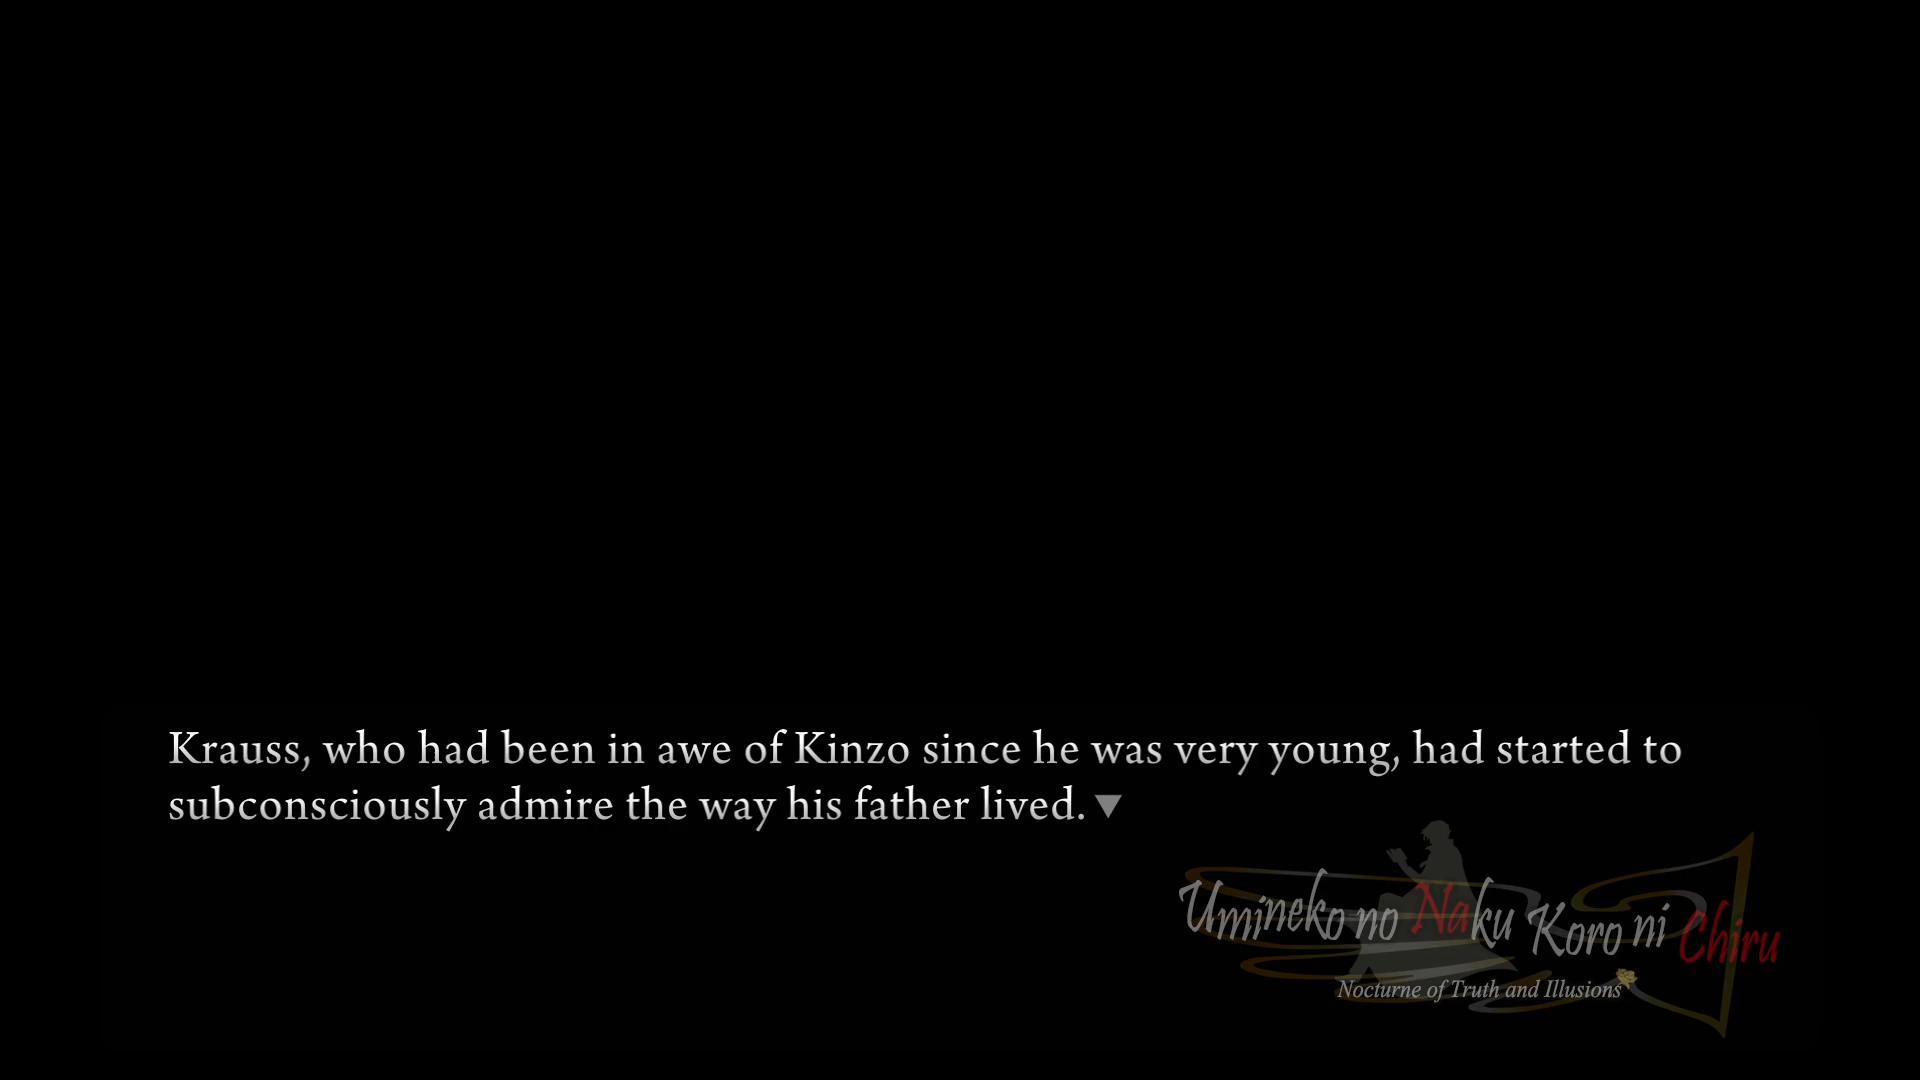 Krauss, who had been in awe of Kinzo since he was very young, had started to
subconsciously admire the way his father lived.
Umineko no Naku Koro ni Chiru
Nocturne of Truth and Illusions